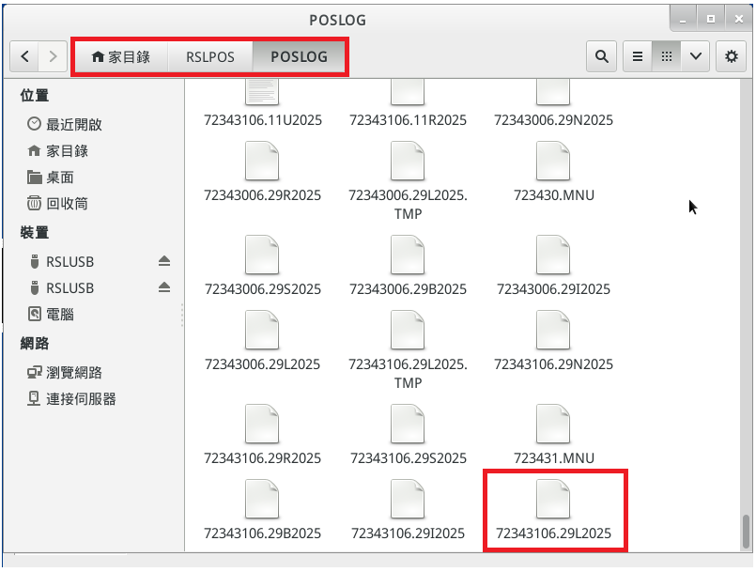 POSLOG
家目錄
RSLPOS
POSLOG
位置
最近開啟
家目錄
桌面
回收筒
裝置
RSLUSB
RSLUSB
電腦
網路
瀏覽網路
連接伺服器
72343106.11U2025
72343106.11R2025
72343006.29N2025
72343006.29R2025
72343006.29L2025.
TMP
723430.MNU
72343006.29S2025
72343006.29B2025
72343006.29I2025
72343006.29L2025
72343106.29L2025.
TMP
72343106.29N2025
72343106.29R2025
72343106.29S2025
723431.MNU
72343106.29B2025
72343106.29I2025
72343106.29L2025